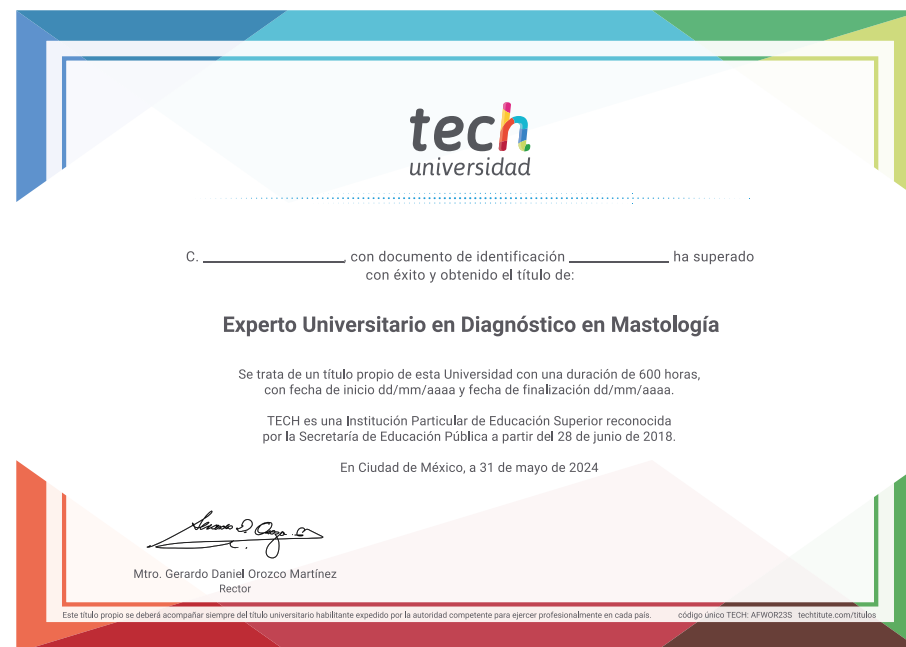 tech
universidad
C. ____________, con documento de identificación ____________ ha superado
con éxito y obtenido el título de:
Experto Universitario en Diagnóstico en Mastología
Se trata de un título propio de esta Universidad con una duración de 600 horas,
con fecha de inicio dd/mm/aaaa y fecha de finalización dd/mm/aaaa.
TECH es una Institución Particular de Educación Superior reconocida
por la Secretaría de Educación Pública a partir del 28 de junio de 2018.
En Ciudad de México, a 31 de mayo de 2024
Mtro. Gerardo Daniel Orozco Martínez
Rector
Este título propio se deberá acompañar siempre del título universitario habilitante expedido por la autoridad competente para ejercer profesionalmente en cada país. código único TECH: AFWOR23S techtitute.com/titulos